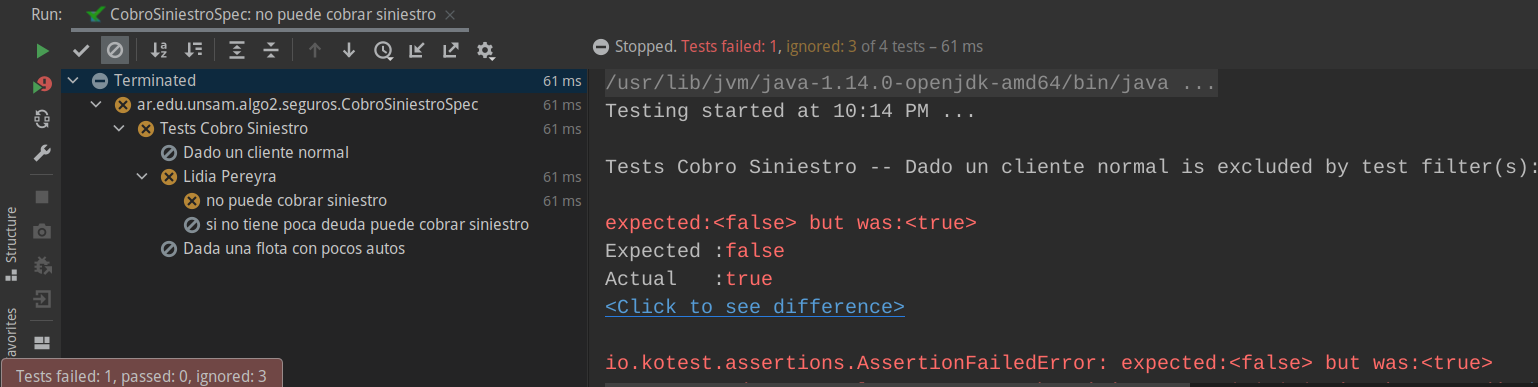 Run: CobroSiniestroSpec: no puede cobrar siniestro
Stopped. Tests failed: 1, ignored: 3 of 4 tests – 61 ms
Terminated 61 ms
ar.edu.unsam.algo2.seguros.CobroSiniestroSpec 61 ms
Tests Cobro Siniestro 61 ms
Dado un cliente normal
Lidia Pereyra 61 ms
no puede cobrar siniestro 61 ms
si no tiene poca deuda puede cobrar siniestro
Dada una flota con pocos autos
/usr/lib/jvm/java-1.14.0-openjdk-amd64/bin/java ...
Testing started at 10:14 PM ...
Tests Cobro Siniestro -- Dado un cliente normal is excluded by test filter(s):
expected:<false> but was:<true>
Expected :false
Actual :true
<Click to see difference>
io.kotest.assertions.AssertionFailedError: expected:<false> but was:<true>
Structure
avorites
Tests failed: 1, passed: 0, ignored: 3